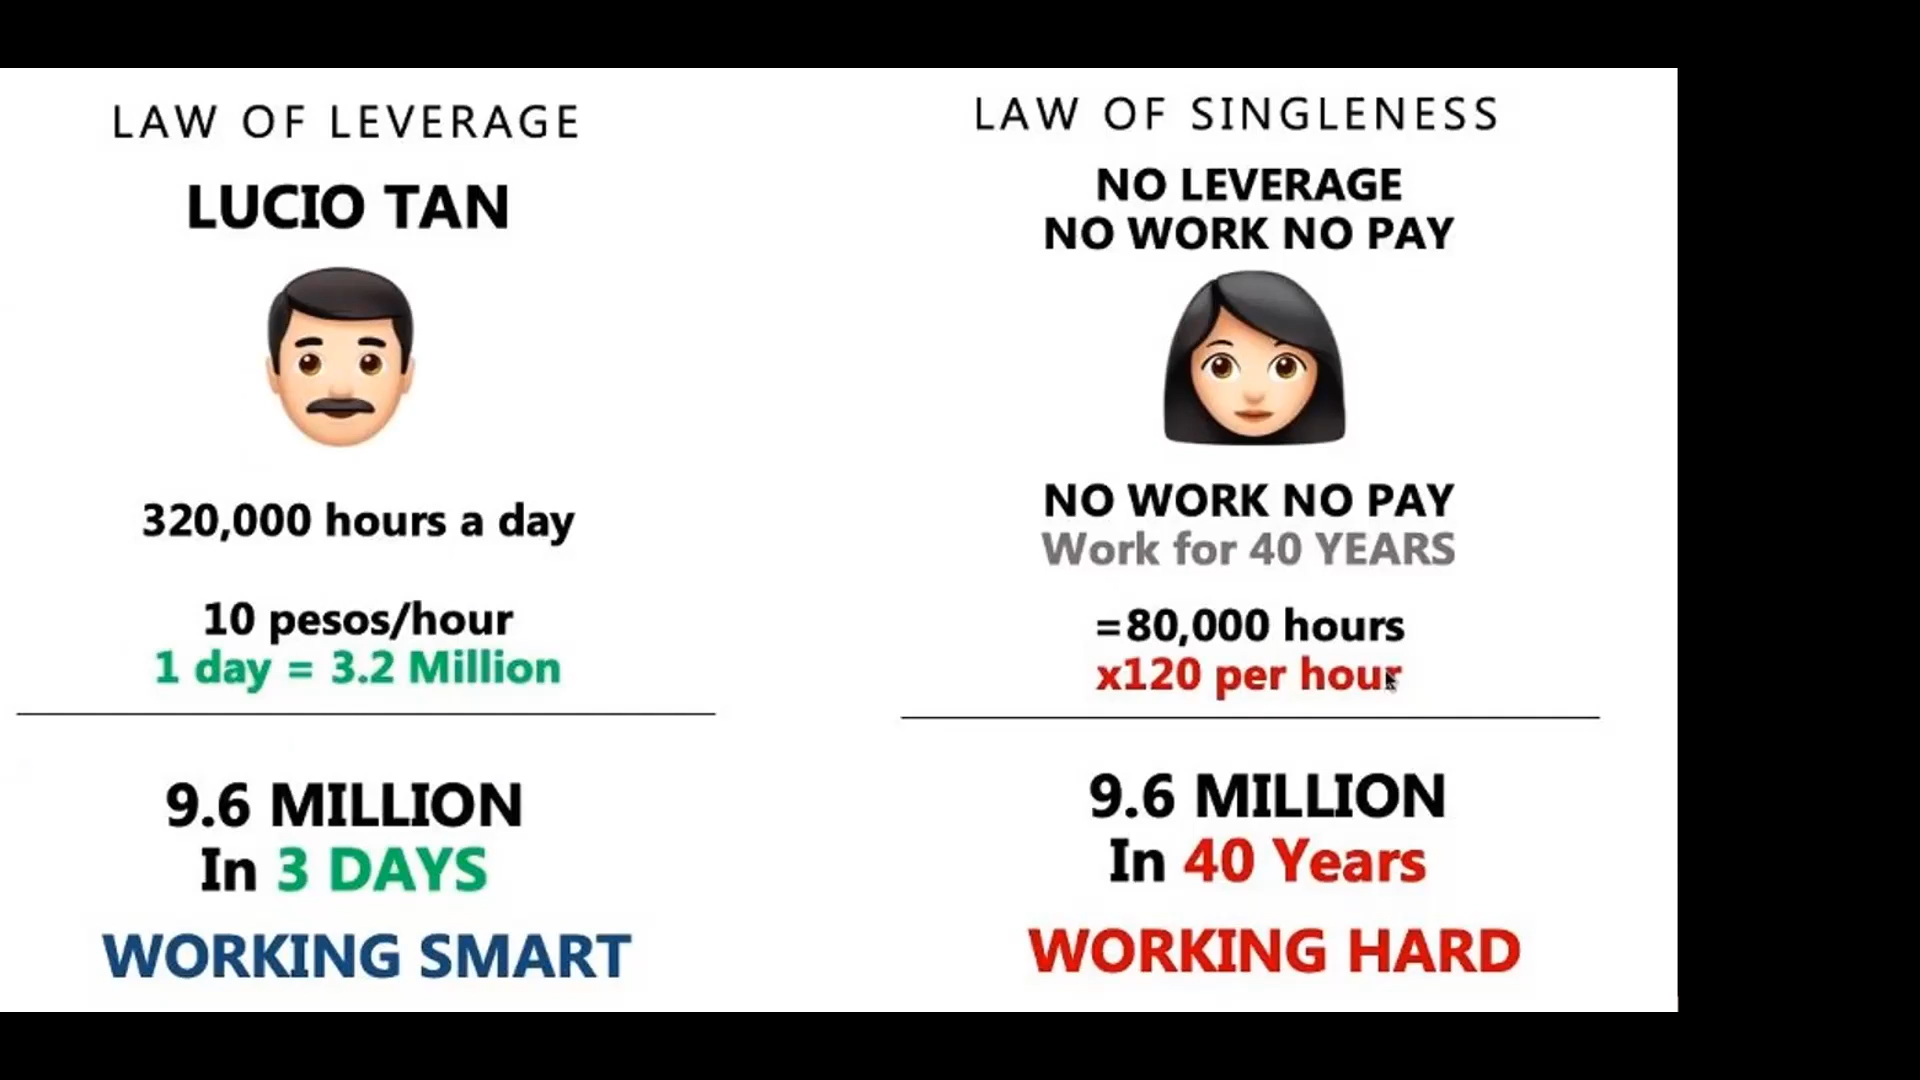 LAW OF LEVERAGE
LUCIO TAN
320,000 hours a day
10 pesos/hour
1 day = 3.2 Million
9.6 MILLION
In 3 DAYS
WORKING SMART
LAW OF SINGLENESS
NO LEVERAGE
NO WORK NO PAY
NO WORK NO PAY
Work for 40 YEARS
=80,000 hours
x120 per hour
9.6 MILLION
In 40 Years
WORKING HARD